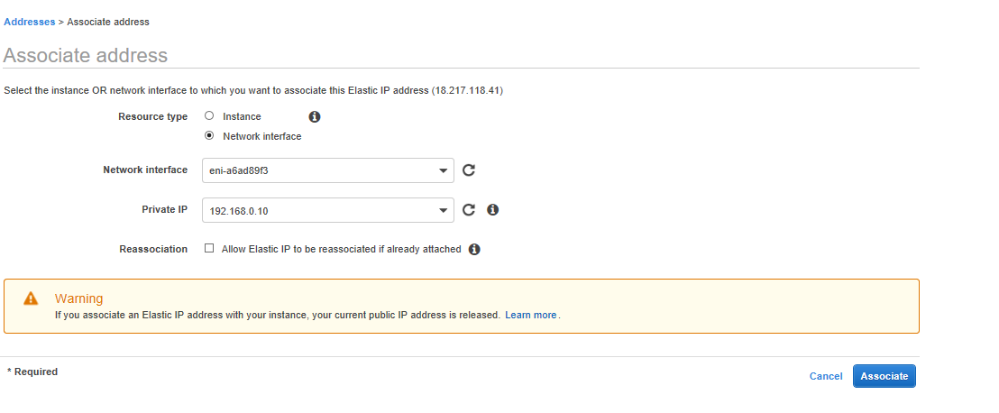 Addresses > Associate address
Associate address
Select the instance OR network interface to which you want to associate this Elastic IP address (18.217.118.41)
Resource type Instance
Network interface
Network interface eni-a6ad89f3
Private IP 192.168.0.10
Reassociation Allow Elastic IP to be reassociated if already attached
Warning
If you associate an Elastic IP address with your instance, your current public IP address is released. Learn more.
* Required
Cancel Associate